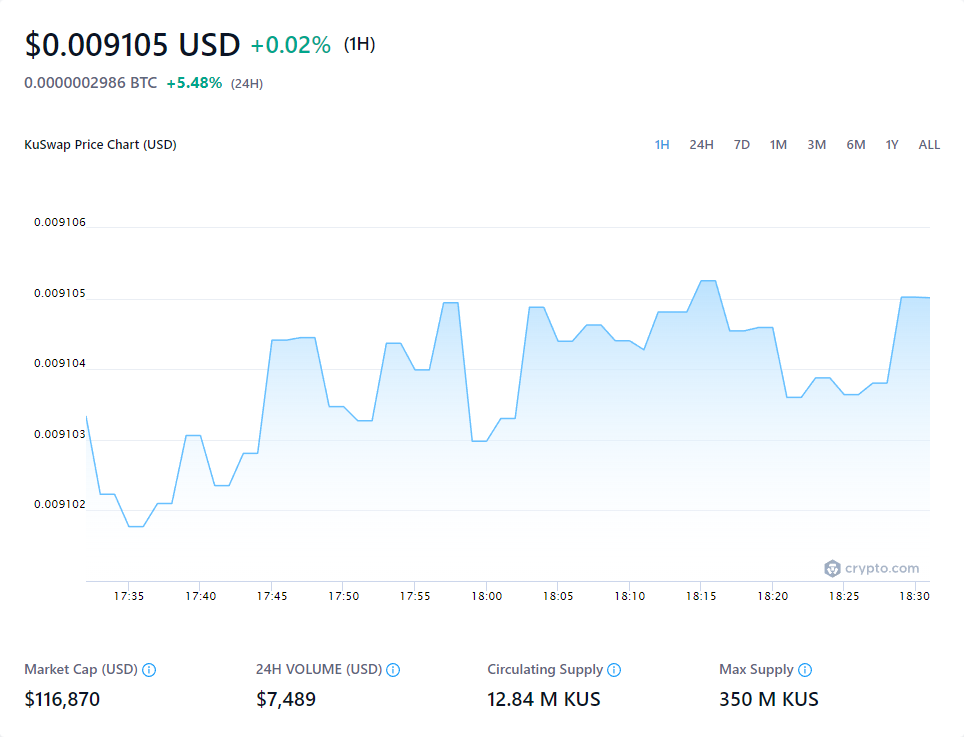 $0.009105 USD +0.02% (1H)
0.0000002986 BTC +5.48% (24H)
KuSwap Price Chart (USD) 1H 24H 7D 1M 3M 6M 1Y ALL
0.009106
0.009105
0.009104
0.009103
0.009102
crypto.com
17:35 17:40 17:45 17:50 17:55 18:00 18:05 18:10 18:15 18:20 18:25 18:30
Market Cap (USD) 24H VOLUME (USD) Circulating Supply Max Supply
$116,870 $7,489 12.84 M KUS 350 M KUS